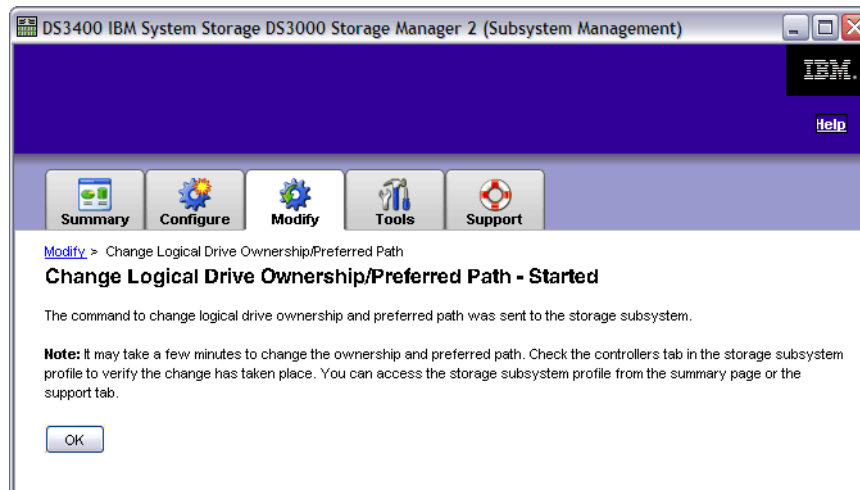 DS3400 IBM System Storage DS3000 Storage Manager 2 (Subsystem Management)
IBM.
Help
Summary
Configure
Modify
Tools
Support
Modify > Change Logical Drive Ownership/Preferred Path
Change Logical Drive Ownership/Preferred Path - Started
The command to change logical drive ownership and preferred path was sent to the storage subsystem.
Note: It may take a few minutes to change the ownership and preferred path. Check the controllers tab in the storage subsystem
profile to verify the change has taken place. You can access the storage subsystem profile from the summary page or the
support tab.
OK